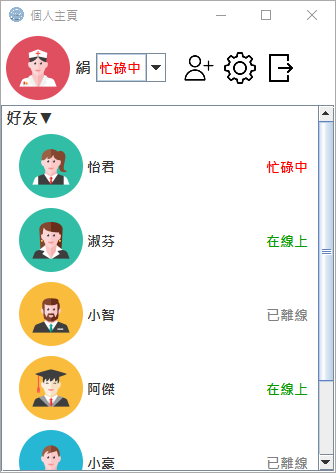 個人主頁
絹 忙碌中
好友▼
怡君 忙碌中
淑芬 在線上
小智 已離線
阿傑 在線上
小豪 已離線